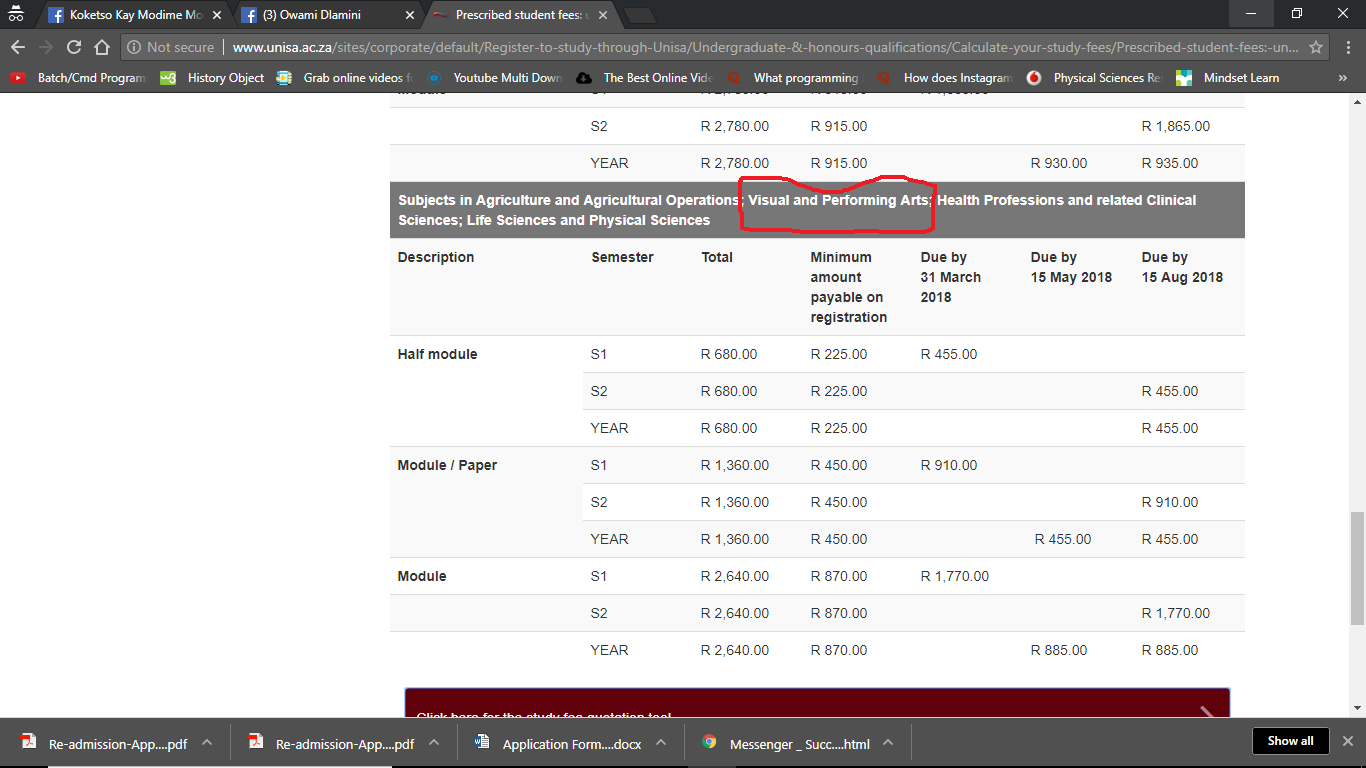 Koketso Kay Modime Mo
(3) Owami Dlamini
Prescribed student fees: u
Not secure | www.unisa.ac.za/sites/corporate/default/Register-to-study-through-Unisa/Undergraduate-&-honours-qualifications/Calculate-your-study-fees/Prescribed-student-fees:-un...
Batch/Cmd Program History Object Grab online videos f Youtube Multi Down The Best Online Vide What programming How does Instagram Physical Sciences Re Mindset Learn »
S2 R 2,780.00 R 915.00 R 1,865.00
YEAR R 2,780.00 R 915.00 R 930.00 R 935.00
Subjects in Agriculture and Agricultural Operations; Visual and Performing Arts; Health Professions and related Clinical
Sciences; Life Sciences and Physical Sciences
Description Semester Total Minimum Due by Due by Due by
amount 31 March 15 May 2018 15 Aug 2018
payable on 2018
registration
Half module S1 R 680.00 R 225.00 R 455.00
S2 R 680.00 R 225.00 R 455.00
YEAR R 680.00 R 225.00 R 455.00
Module / Paper S1 R 1,360.00 R 450.00 R 910.00
S2 R 1,360.00 R 450.00 R 910.00
YEAR R 1,360.00 R 450.00 R 455.00 R 455.00
Module S1 R 2,640.00 R 870.00 R 1,770.00
S2 R 2,640.00 R 870.00 R 1,770.00
YEAR R 2,640.00 R 870.00 R 885.00 R 885.00
Click here for the study fee quotation tool
Re-admission-App....pdf Re-admission-App....pdf Application Form....docx Messenger _ Succ....html Show all